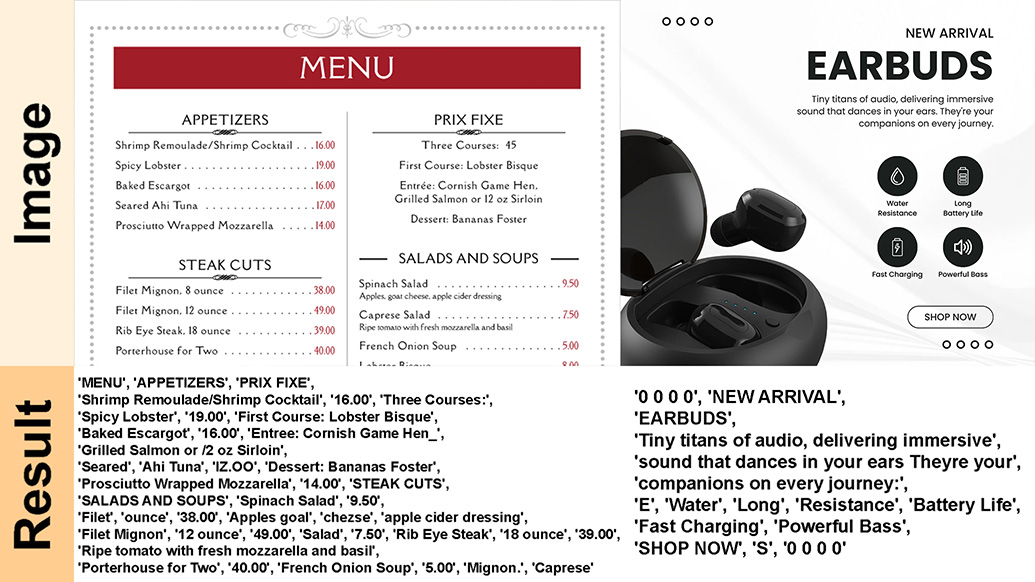 Image
MENU
APPETIZERS
Shrimp Remoulade/Shrimp Cocktail . . . 16.00
Spicy Lobster . . . . . . . . . . . . . . . . . . . . 19.00
Baked Escargot . . . . . . . . . . . . . . . . . . 16.00
Seared Ahi Tuna . . . . . . . . . . . . . . . . . 17.00
Prosciutto Wrapped Mozzarella . . . . . . 14.00
STEAK CUTS
Filet Mignon, 8 ounce . . . . . . . . . . . . 38.00
Filet Mignon, 12 ounce . . . . . . . . . . . 49.00
Rib Eye Steak, 18 ounce . . . . . . . . . . 39.00
Porterhouse for Two . . . . . . . . . . . . . 40.00
PRIX FIXE
Three Courses: 45
First Course: Lobster Bisque
Entrée: Cornish Game Hen,
Grilled Salmon or 12 oz Sirloin
Dessert: Bananas Foster
SALADS AND SOUPS
Spinach Salad . . . . . . . . . . . . . . . . . 9.50
Apples, goat cheese, apple cider dressing
Caprese Salad . . . . . . . . . . . . . . . . . 7.50
Ripe tomato with fresh mozzarella and basil
French Onion Soup . . . . . . . . . . . . . 5.00
NEW ARRIVAL
EARBUDS
Tiny titans of audio, delivering immersive
sound that dances in your ears. They're your
companions on every journey.
Water
Resistance
Long
Battery Life
Fast Charging
Powerful Bass
SHOP NOW
Result
'MENU', 'APPETIZERS', 'PRIX FIXE',
'Shrimp Remoulade/Shrimp Cocktail', '16.00', 'Three Courses:',
'Spicy Lobster', '19.00', 'First Course: Lobster Bisque',
'Baked Escargot', '16.00', 'Entree: Cornish Game Hen_',
'Grilled Salmon or /2 oz Sirloin',
'Seared', 'Ahi Tuna', 'IZ.OO', 'Dessert: Bananas Foster',
'Prosciutto Wrapped Mozzarella', '14.00', 'STEAK CUTS',
'SALADS AND SOUPS', 'Spinach Salad', '9.50',
'Filet', 'ounce', '38.00', 'Apples goal', 'chezse', 'apple cider dressing',
'Filet Mignon', '12 ounce', '49.00', 'Salad', '7.50', 'Rib Eye Steak', '18 ounce', '39.00',
'Ripe tomato with fresh mozzarella and basil',
'Porterhouse for Two', '40.00', 'French Onion Soup', '5.00', 'Mignon.', 'Caprese'
'0 0 0 0', 'NEW ARRIVAL',
'EARBUDS',
'Tiny titans of audio, delivering immersive',
'sound that dances in your ears Theyre your',
'companions on every journey:',
'E', 'Water', 'Long', 'Resistance', 'Battery Life',
'Fast Charging', 'Powerful Bass',
'SHOP NOW', 'S', '0 0 0 0'